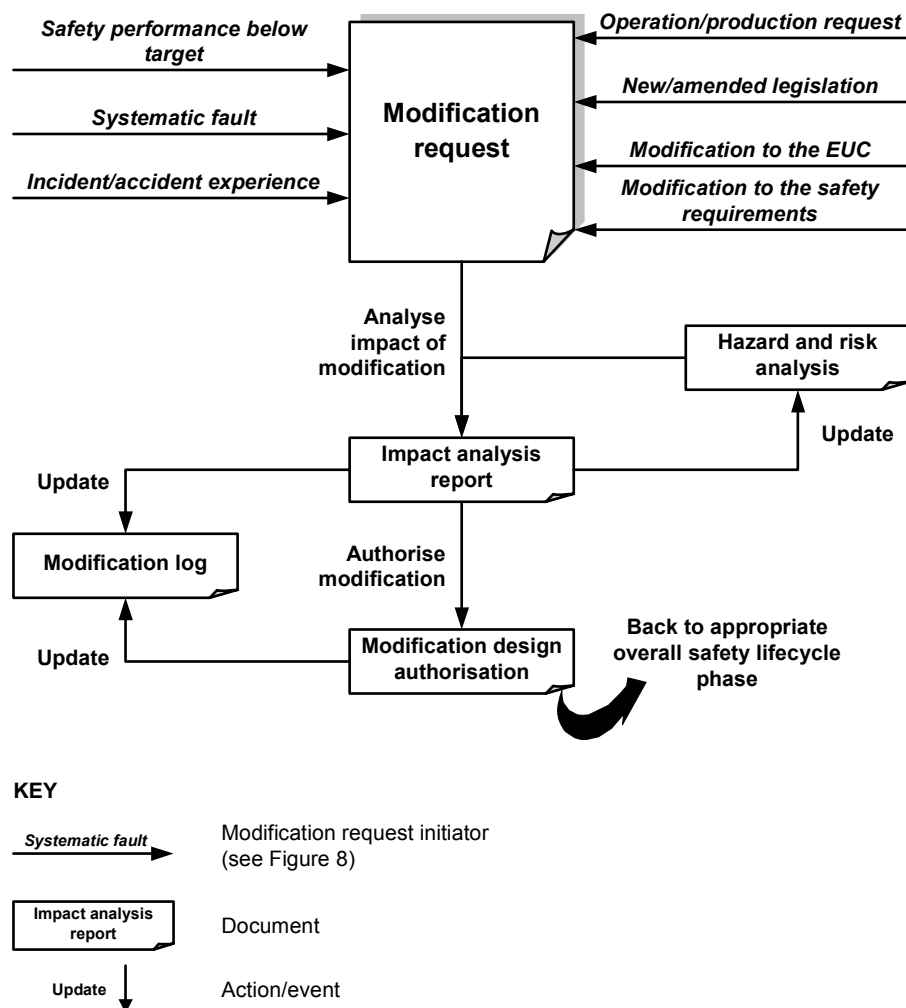 Safety performance below
target
Systematic fault
Incident/accident experience
Modification
request
Operation/production request
New/amended legislation
Modification to the EUC
Modification to the safety
requirements
Analyse
impact of
modification
Hazard and risk
analysis
Update
Impact analysis
report
Update
Modification log
Authorise
modification
Update
Modification design
authorisation
Back to appropriate
overall safety lifecycle
phase
KEY
Systematic fault
Modification request initiator
(see Figure 8)
Impact analysis
report
Document
Update
Action/event